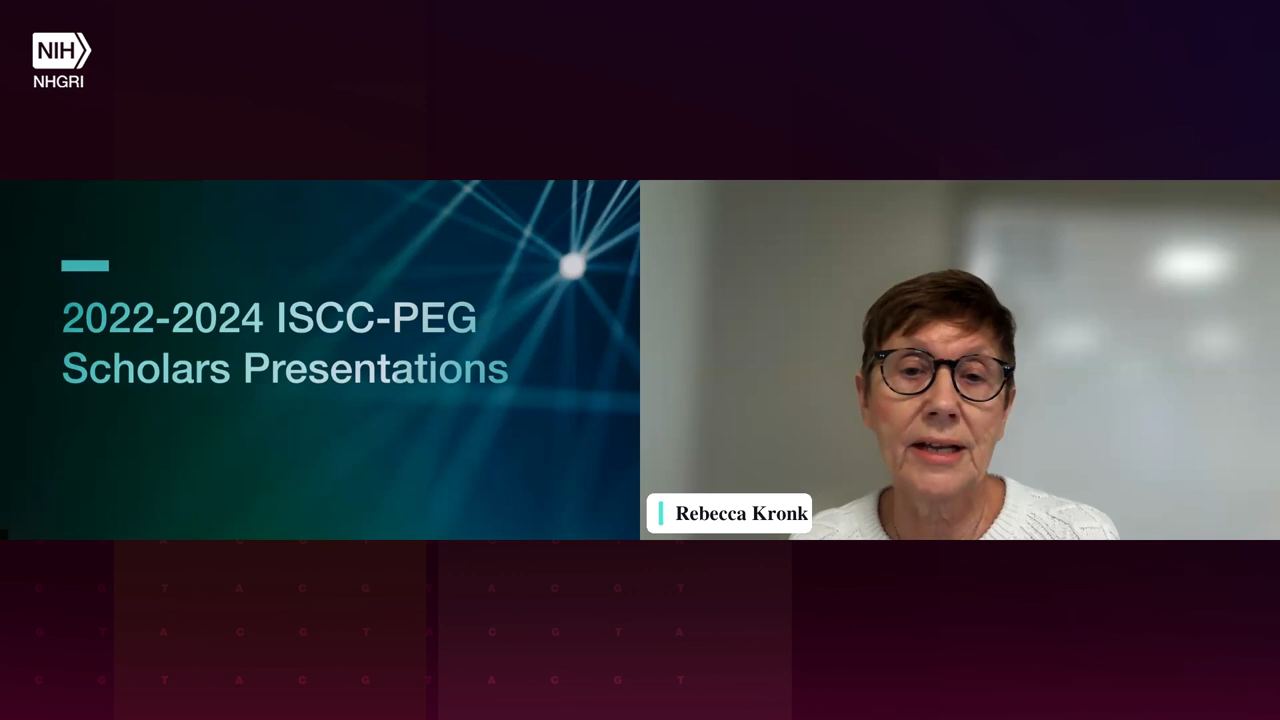 NIH
NHGRI
2022-2024 ISCC-PEG
Scholars Presentations
Rebecca Kronk
G G T A C G T A C G T
G T A C G T A C G T A
C G T A C G T A C G T